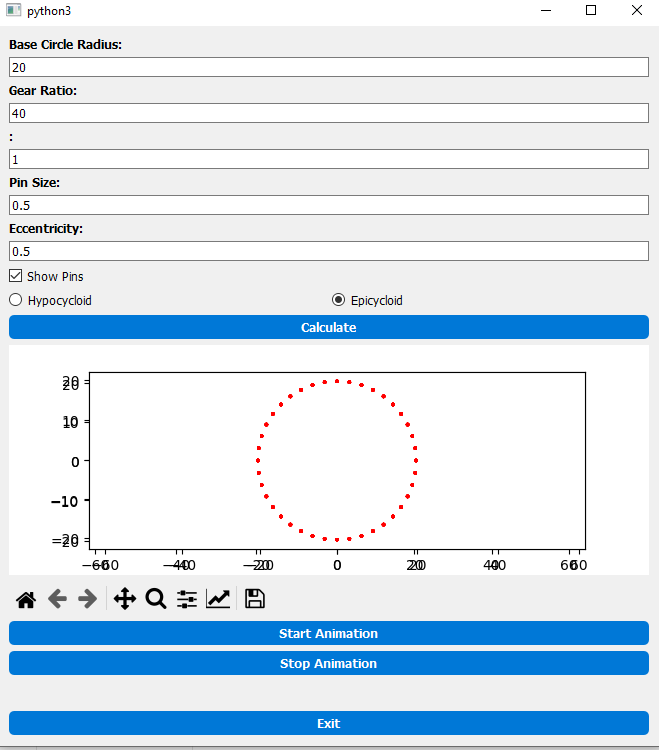 python3
Base Circle Radius:
20
Gear Ratio:
40
:
1
Pin Size:
0.5
Eccentricity:
0.5
Show Pins
Hypocycloid Epicycloid
Calculate
20
10
0
−10
−20
−60 −40 −20 0 20 40 60
Start Animation
Stop Animation
Exit